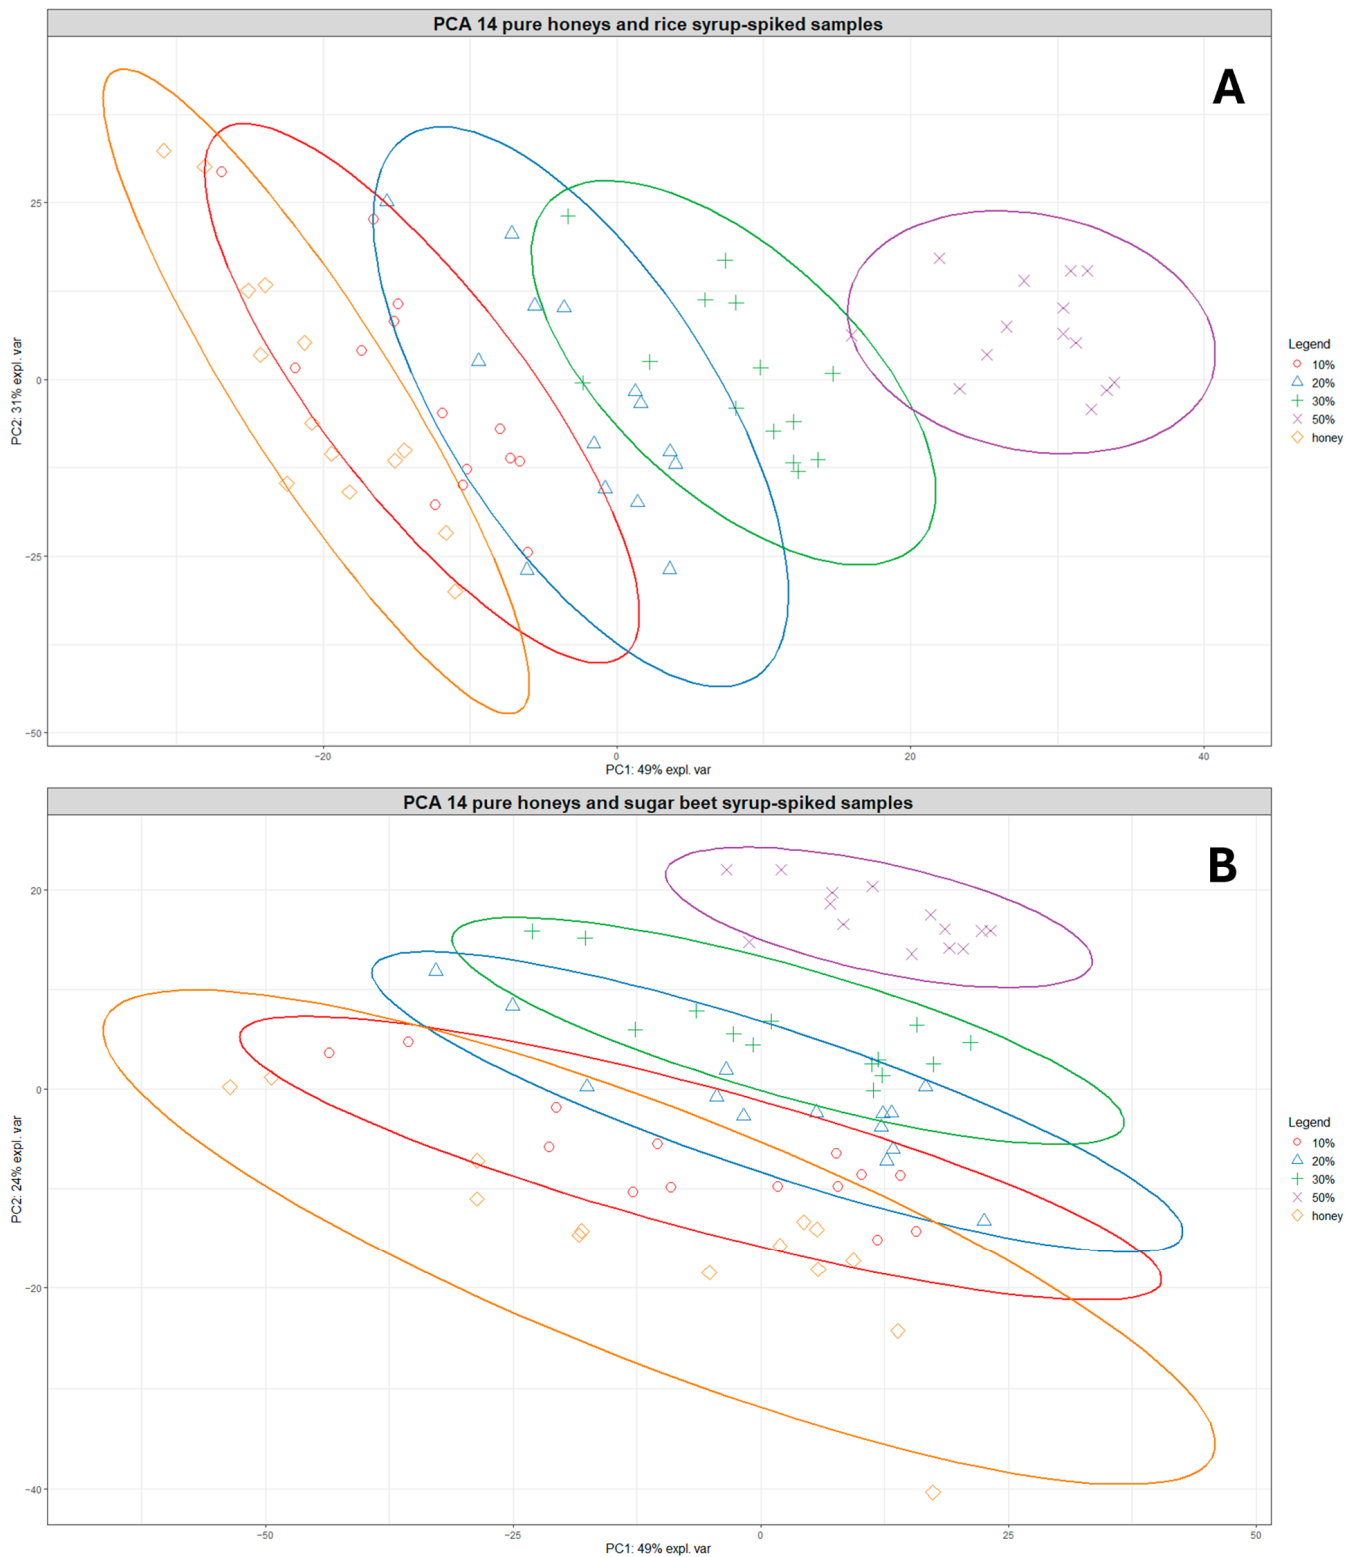 PCA 14 pure honeys and rice syrup-spiked samples
A
25
0
−25
−50
PC2: 31% expl. var
−20
0
20
40
PC1: 49% expl. var
Legend
10%
20%
30%
50%
honey
PCA 14 pure honeys and sugar beet syrup-spiked samples
B
20
0
−20
−40
PC2: 24% expl. var
−50
−25
0
25
50
PC1: 49% expl. var
Legend
10%
20%
30%
50%
honey